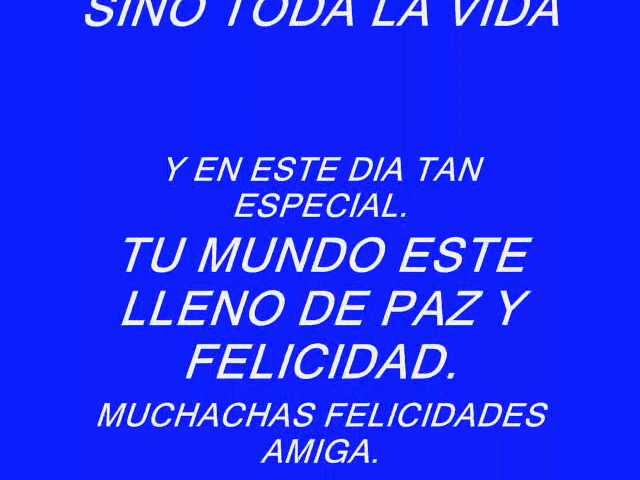 SINO TODA LA VIDA
Y EN ESTE DIA TAN
ESPECIAL.
TU MUNDO ESTE
LLENO DE PAZ Y
FELICIDAD.
MUCHACHAS FELICIDADES
AMIGA.